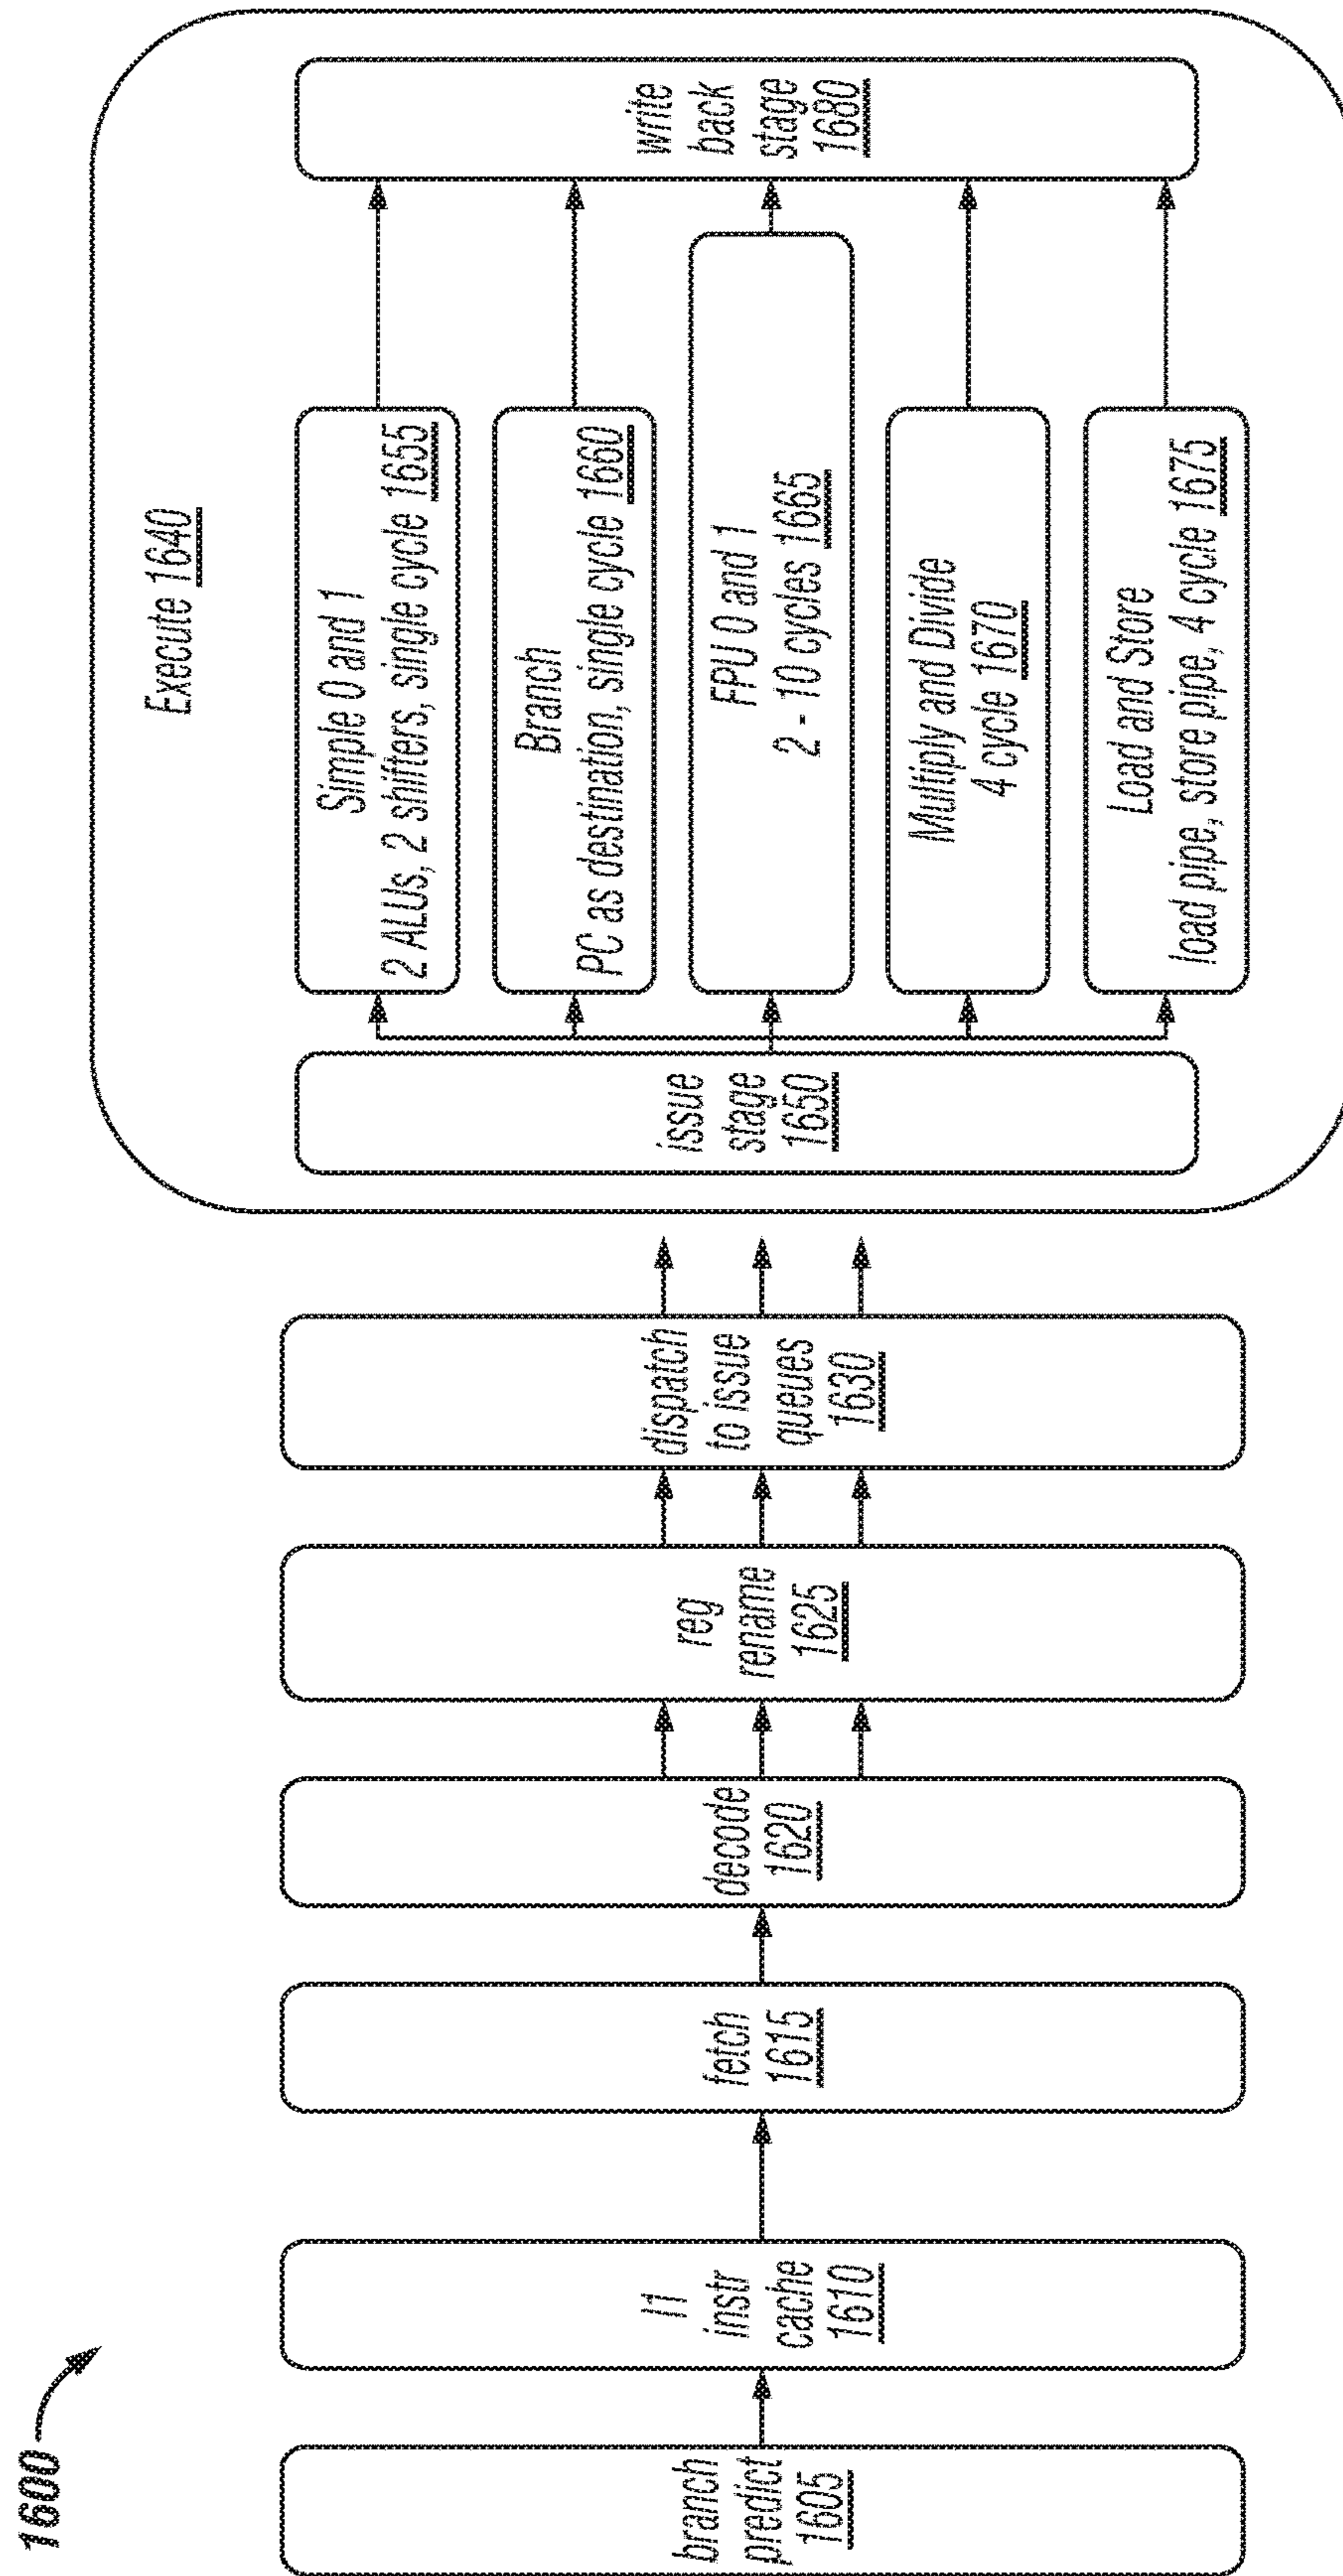 1600
branch
predict
1605
l1
instr
cache
1610
fetch
1615
decode
1620
reg
rename
1625
dispatch
to issue
queues
1630
Execute 1640
issue
stage
1650
Simple 0 and 1
2 ALUs, 2 shifters, single cycle 1655
Branch
PC as destination, single cycle 1660
FPU 0 and 1
2 - 10 cycles 1665
Multiply and Divide
4 cycle 1670
Load and Store
load pipe, store pipe, 4 cycle 1675
write
back
stage
1680